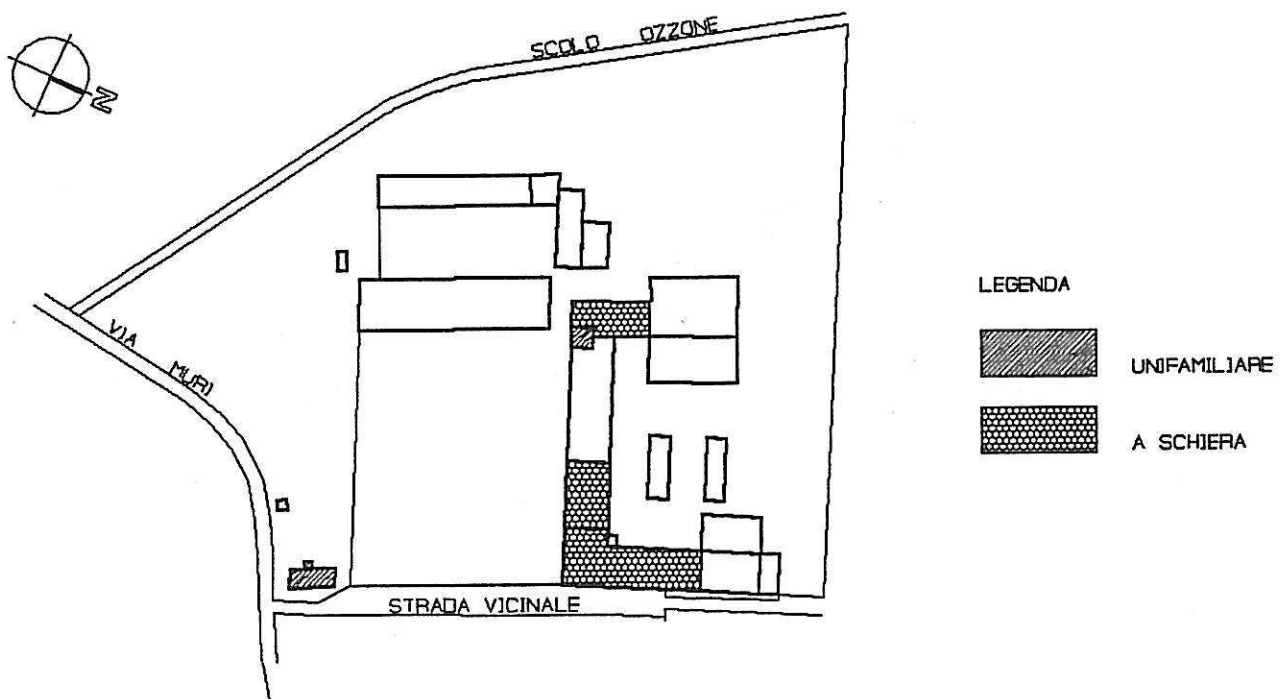 SCOLO OZZONE
N
VIA MURI
LEGENDA
UNIFAMILIARE
A SCHIERA
STRADA VICINALE